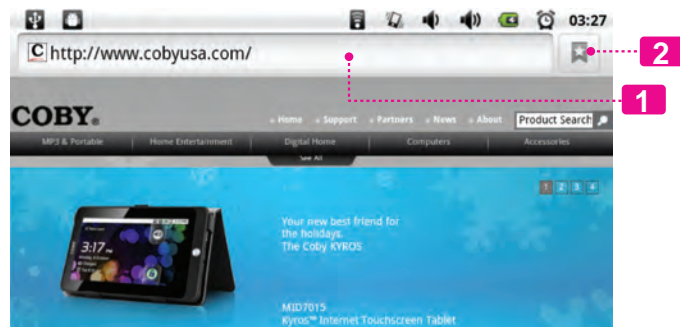 03:27
C http://www.cobyusa.com/
2
1
COBY®
Home Support Partners News About Product Search
MP3 & Portable Home Entertainment Digital Home Computers Accessories
See All
1 2 3 4
Your new best friend for
the holidays.
The Coby KYROS
3:17 PM
MID7015
Kyros™ Internet Touchscreen Tablet